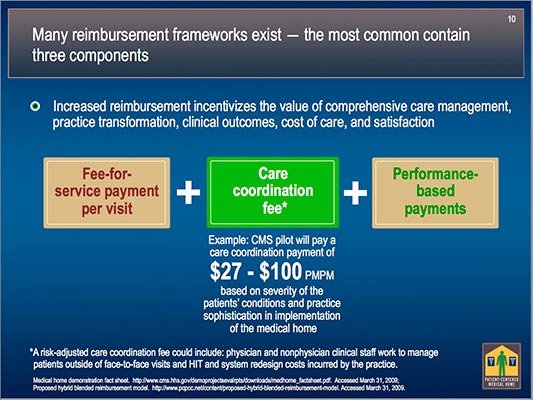 10
Many reimbursement frameworks exist — the most common contain
three components
Increased reimbursement incentivizes the value of comprehensive care management,
practice transformation, clinical outcomes, cost of care, and satisfaction
Fee-for-
service payment
per visit
+
Care
coordination
fee*
+
Performance-
based
payments
Example: CMS pilot will pay a
care coordination payment of
$27 - $100 PMPM
based on severity of the
patients' conditions and practice
sophistication in implementation
of the medical home
*A risk-adjusted care coordination fee could include: physician and nonphysician clinical staff work to manage
patients outside of face-to-face visits and HIT and system redesign costs incurred by the practice.
Medical home demonstration fact sheet. http://www.cms.hhs.gov/demoprojectsevalrpts/downloads/medhome_factsheet.pdf. Accessed March 31, 2009;
Proposed hybrid blended reimbursement model. http://www.pcpcc.net/content/proposed-hybrid-blended-reimbursement-model. Accessed March 31, 2009.
PATIENT-CENTERED
MEDICAL HOME